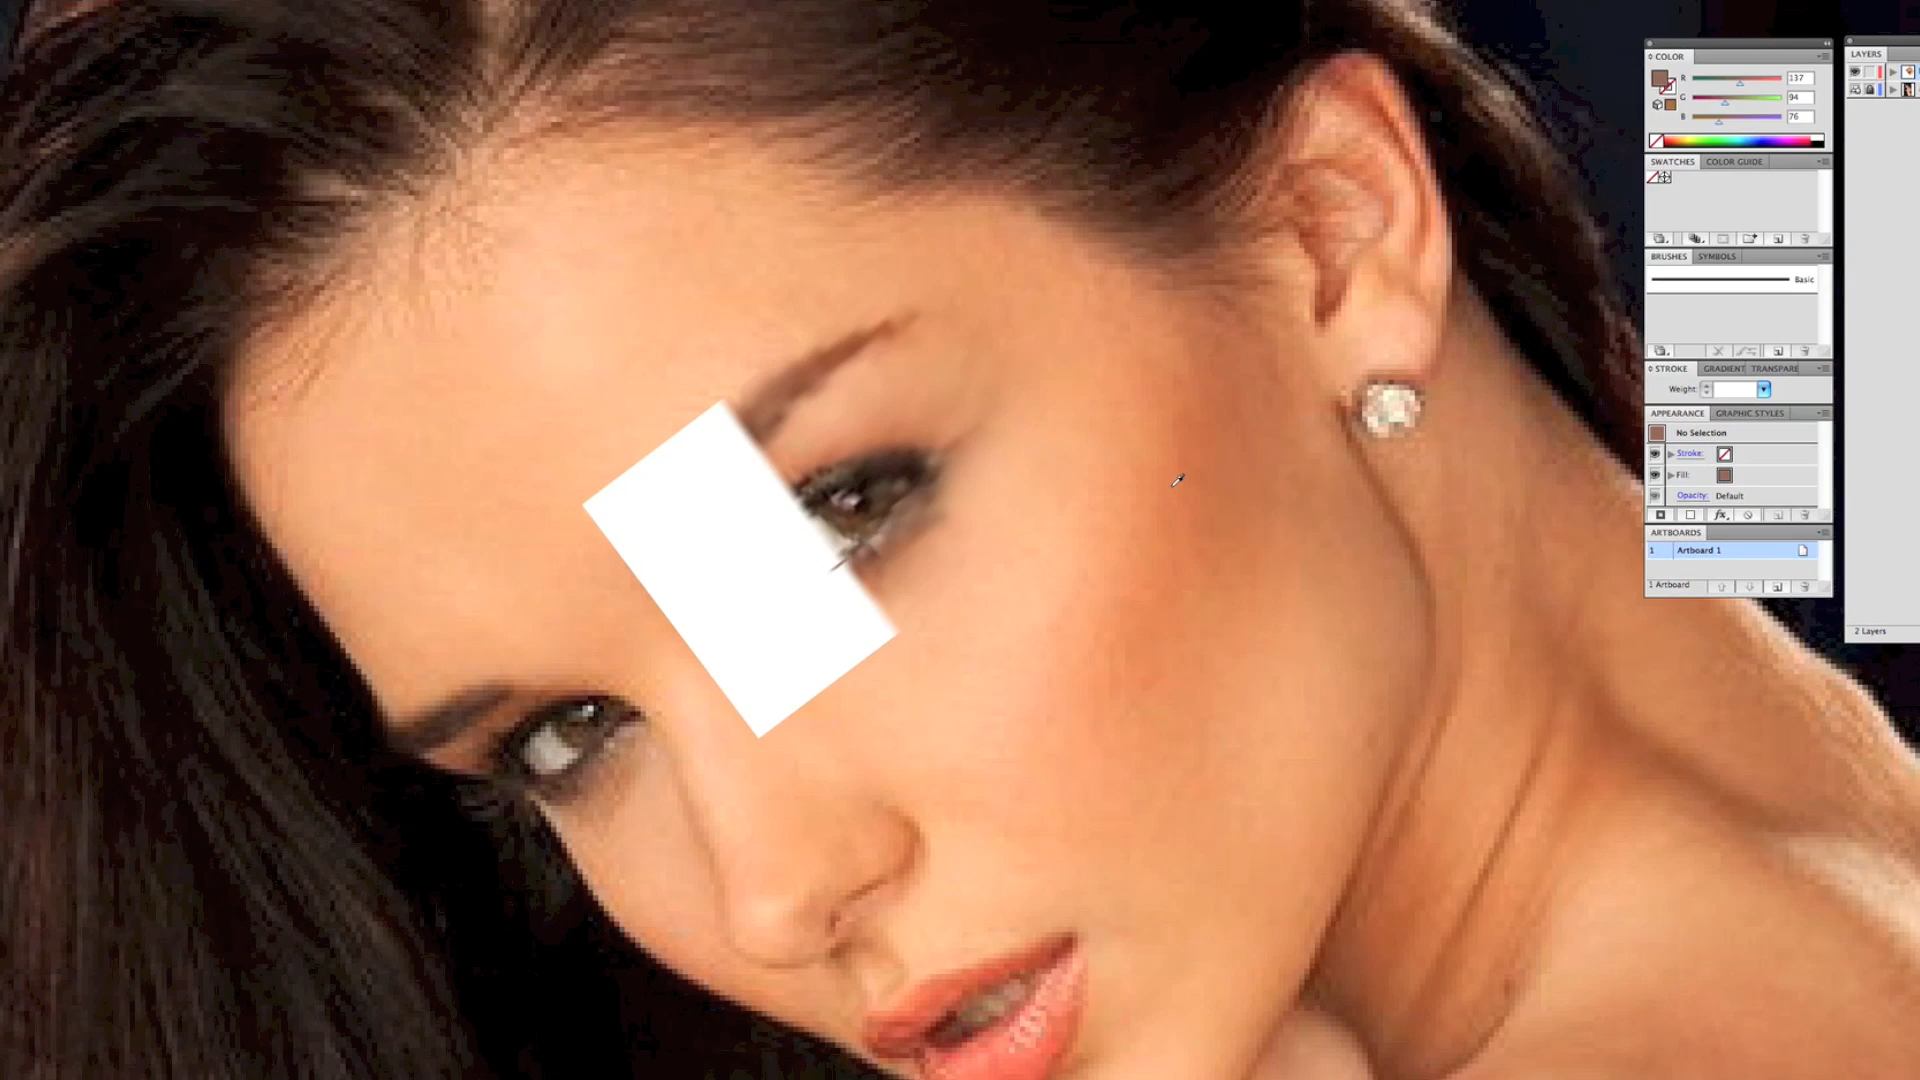 COLOR
R 137
G 94
B 76
SWATCHES COLOR GUIDE
BRUSHES SYMBOLS
Basic
STROKE GRADIENT TRANSPARE
Weight:
APPEARANCE GRAPHIC STYLES
No Selection
Stroke:
Fill:
Opacity: Default
fx
ARTBOARDS
1 Artboard 1
1 Artboard
LAYERS
2 Layers